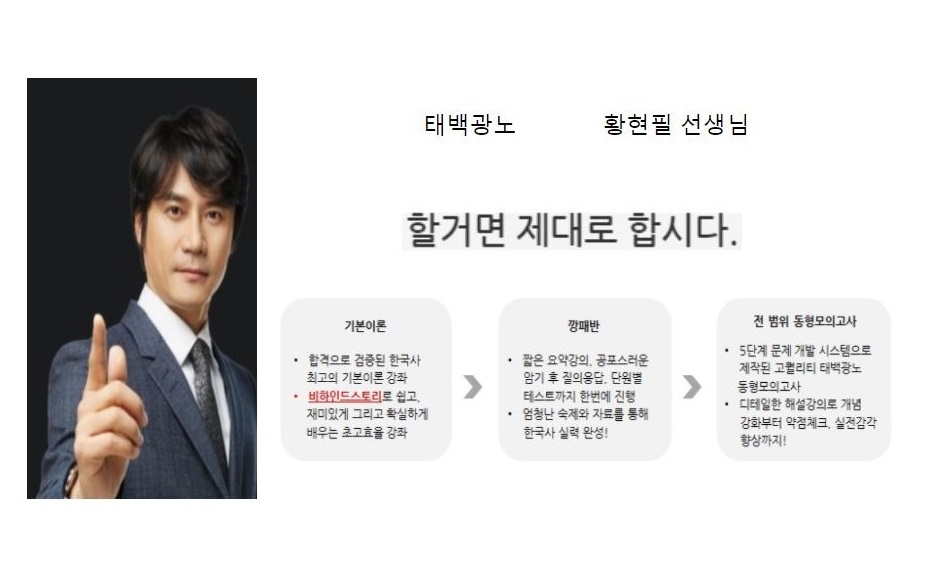 태백광노 황현필 선생님
할거면 제대로 합시다.
기본이론
• 합격으로 검증된 한국사
최고의 기본이론 강좌
• 비하인드스토리로 쉽고,
재미있게 그리고 확실하게
배우는 초고효율 강좌
깡패반
• 짧은 요약강의, 공포스러운
암기 후 질의응답, 단원별
테스트까지 한번에 진행
• 엄청난 숙제와 자료를 통해
한국사 실력 완성!
전 범위 동형모의고사
• 5단계 문제 개발 시스템으로
제작된 고퀄리티 태백광노
동형모의고사
• 디테일한 해설강의로 개념
강화부터 약점체크, 실전감각
향상까지!